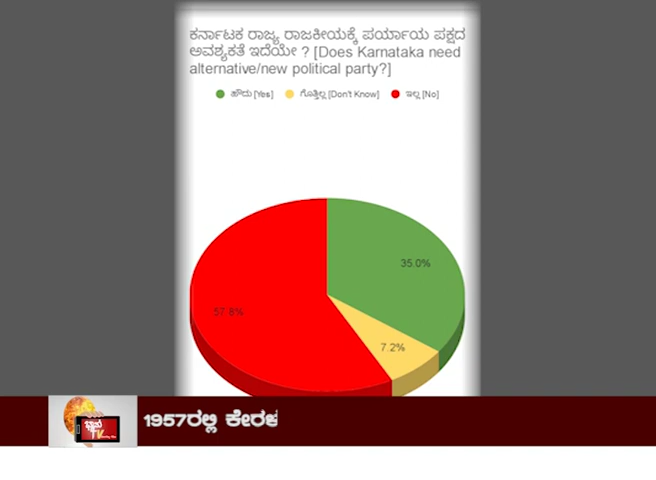 ಕರ್ನಾಟಕ ರಾಜ್ಯ ರಾಜಕೀಯಕ್ಕೆ ಪರ್ಯಾಯ ಪಕ್ಷದ
ಅವಶ್ಯಕತೆ ಇದೆಯೇ ? [Does Karnataka need
alternative/new political party?]
ಹೌದು [Yes] ಗೊತ್ತಿಲ್ಲ [Don't Know] ಇಲ್ಲ [No]
35.0%
57.8%
7.2%
TV
1957ರಲ್ಲಿ ಕೇರಳ